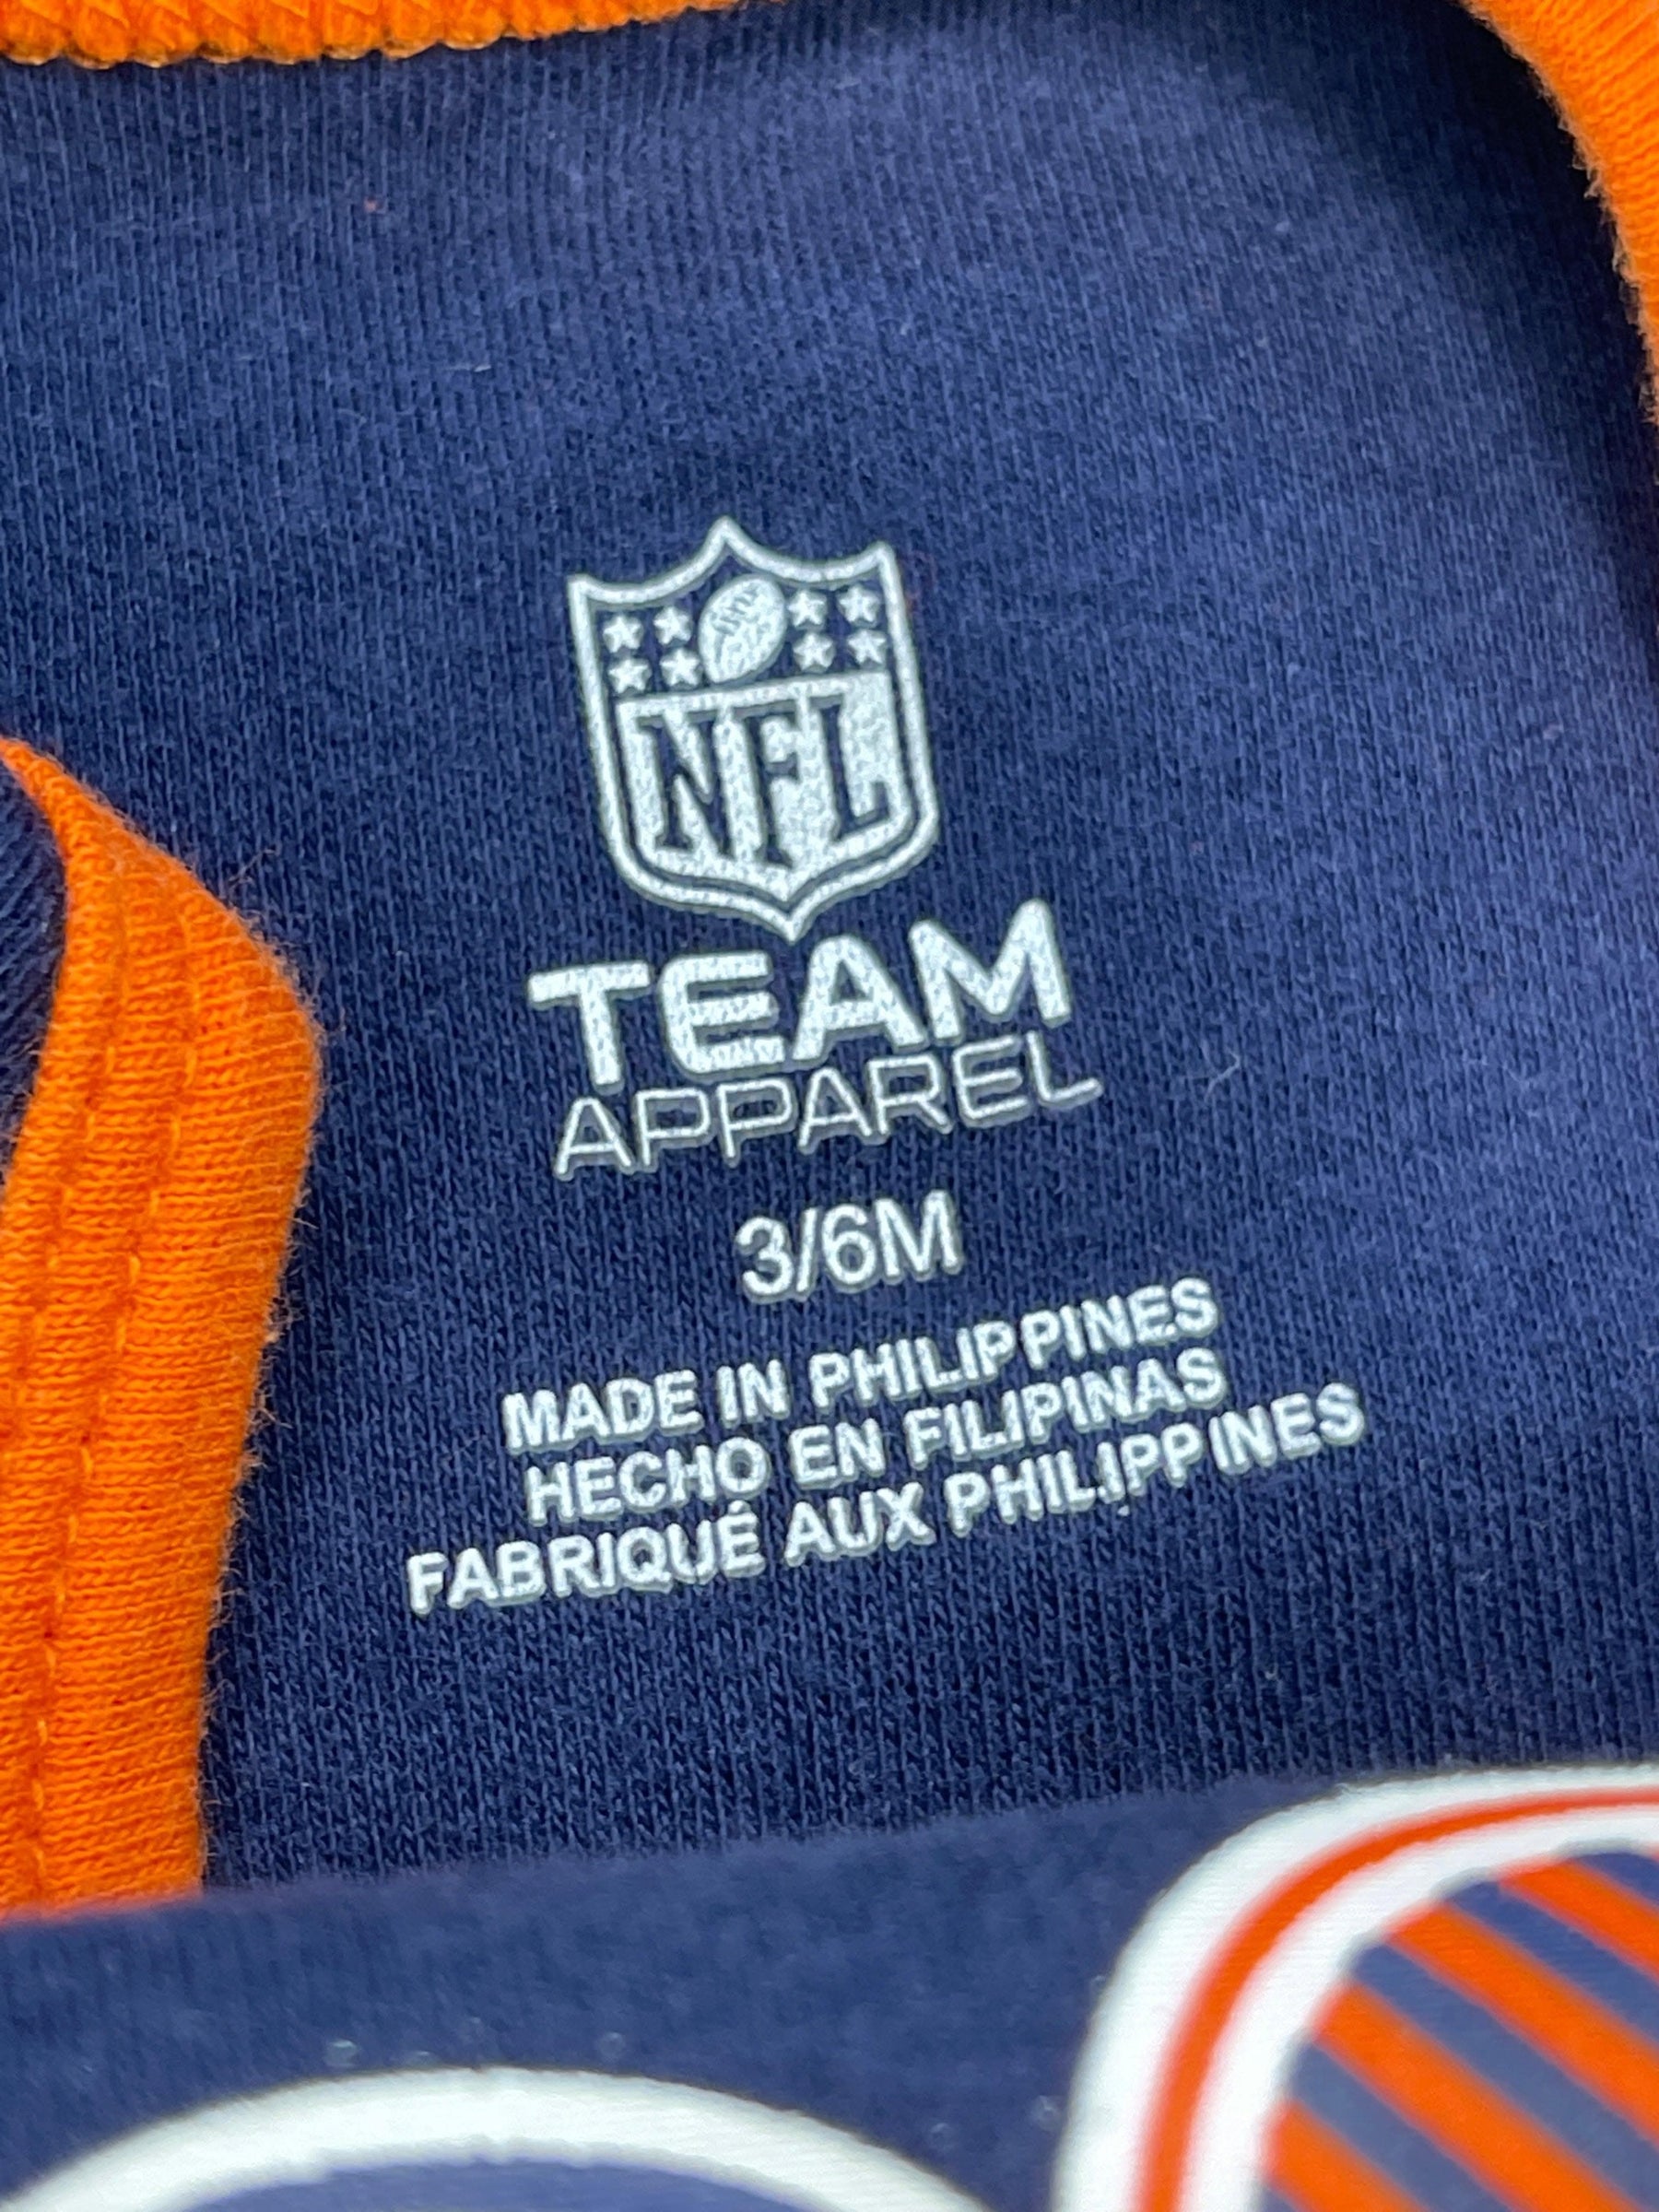 NFL
TEAM
APPAREL
3/6M
MADE IN PHILIPPINES
HECHO EN FILIPINAS
FABRIQUÉ AUX PHILIPPINES